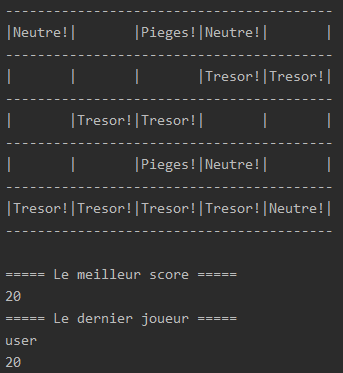 -----------------------------------------
|Neutre!|       |Pieges!|Neutre!|       |
-----------------------------------------
|       |       |       |Tresor!|Tresor!|
-----------------------------------------
|       |Tresor!|Tresor!|       |       |
-----------------------------------------
|       |       |Pieges!|Neutre!|       |
-----------------------------------------
|Tresor!|Tresor!|Tresor!|Tresor!|Neutre!|
-----------------------------------------
===== Le meilleur score =====
20
===== Le dernier joueur =====
user
20